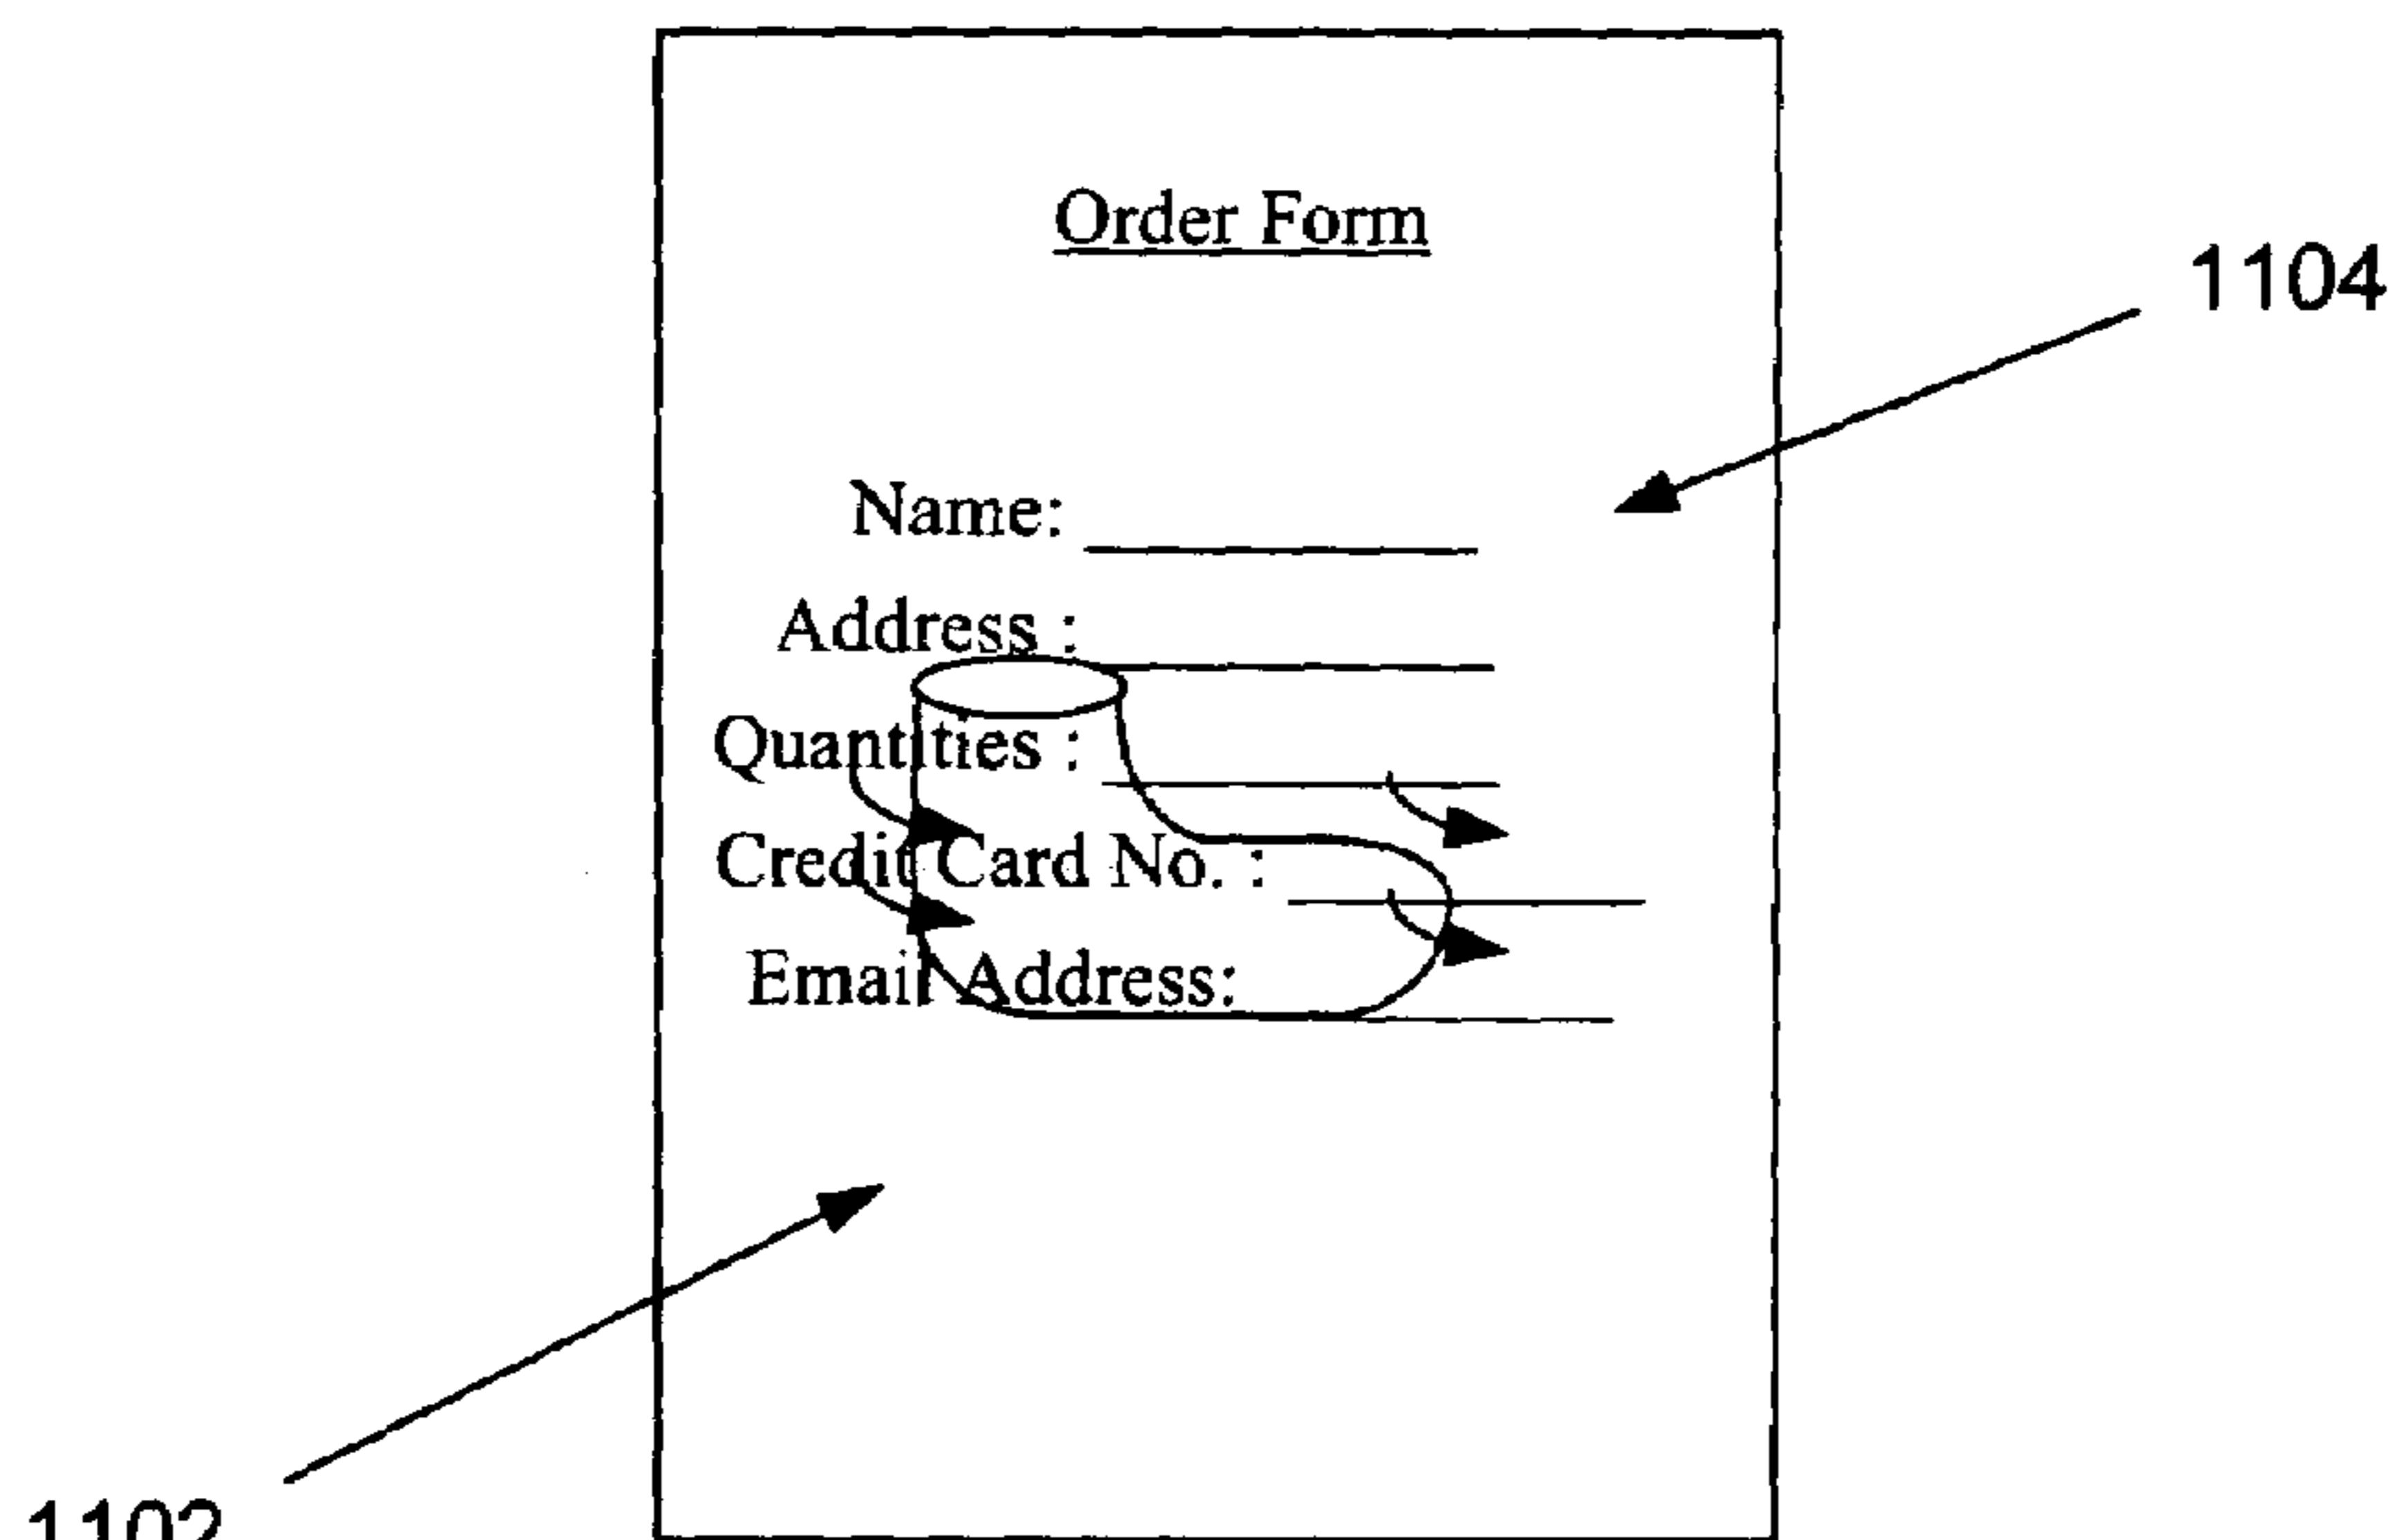 Order Form
1104
Name:
Address :
Quantities :
Credit Card No. :
Email Address:
1102